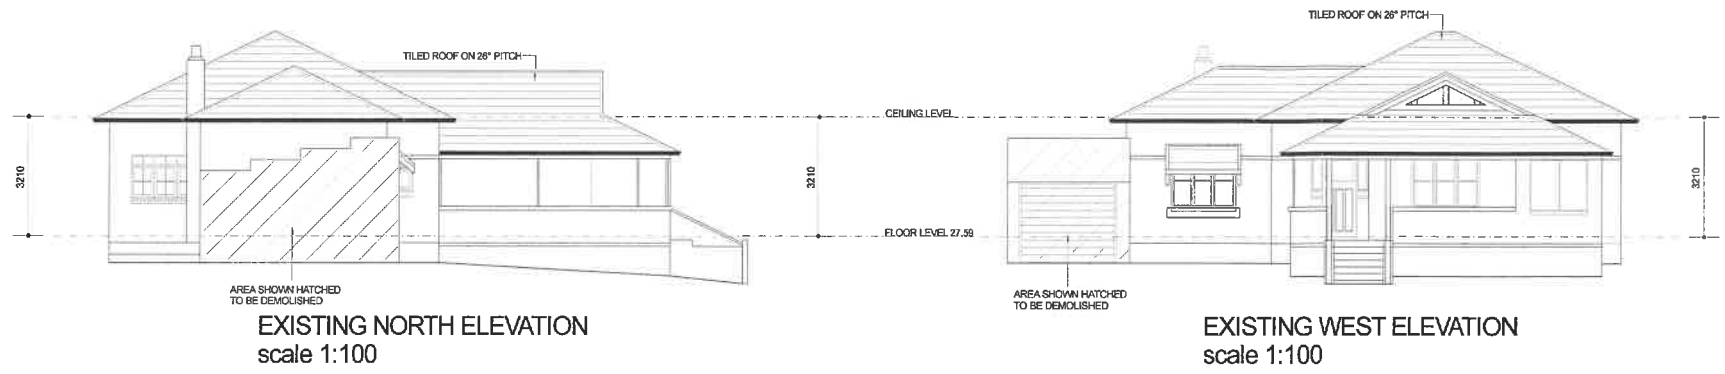 TILED ROOF ON 26° PITCH
TILED ROOF ON 26° PITCH
CEILING LEVEL
3210
3210
3210
FLOOR LEVEL 27.59
AREA SHOWN HATCHED
TO BE DEMOLISHED
AREA SHOWN HATCHED
TO BE DEMOLISHED
EXISTING NORTH ELEVATION
scale 1:100
EXISTING WEST ELEVATION
scale 1:100